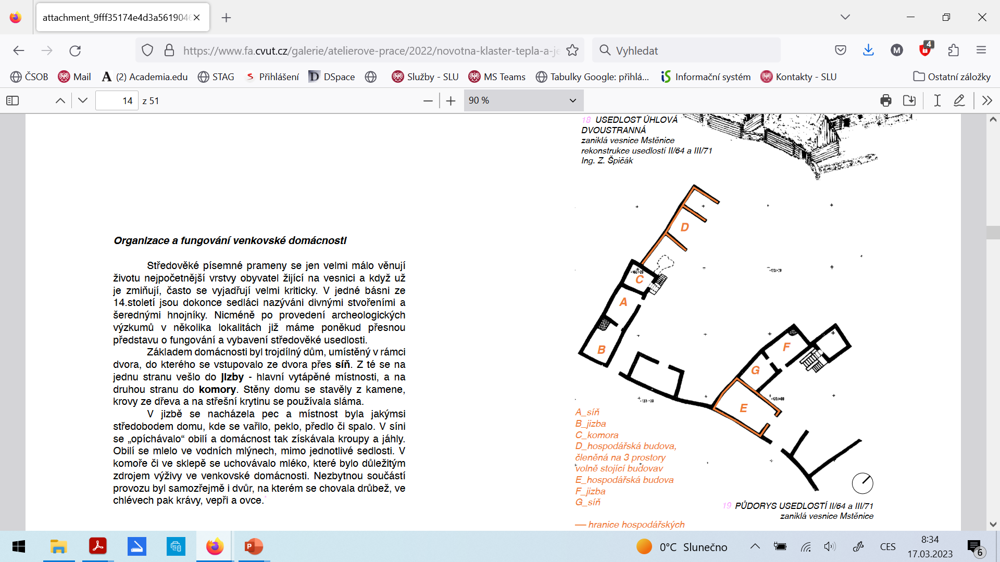 attachment_9fff35174e4d3a5619046
https://www.fa.cvut.cz/galerie/atelierove-prace/2022/novotna-klaster-tepla-a-je
Vyhledat
M
4
ČSOB
Mail
(2) Academia.edu
STAG
Přihlášení
DSpace
Služby - SLU
MS Teams
Tabulky Google: přihlá...
Informační systém
Kontakty - SLU
Ostatní záložky
14 z 51
90 %
18 USEDLOST ÚHLOVÁ
DVOUSTRANNÁ
zaniklá vesnice Mstěnice
rekonstrukce usedlostí II/64 a III/71
Ing. Z. Špičák
Organizace a fungování venkovské domácnosti
Středověké písemné prameny se jen velmi málo věnují
životu nejpočetnější vrstvy obyvatel žijící na vesnici a když už
je zmiňují, často se vyjadřují velmi kriticky. V jedné básni ze
14.století jsou dokonce sedláci nazýváni divnými stvořeními a
šerednými hnojníky. Nicméně po provedení archeologických
výzkumů v několika lokalitách již máme poněkud přesnou
představu o fungování a vybavení středověké usedlosti.
Základem domácnosti byl trojdílný dům, umístěný v rámci
dvora, do kterého se vstupovalo ze dvora přes síň. Z té se na
jednu stranu vešlo do jizby - hlavní vytápěné místnosti, a na
druhou stranu do komory. Stěny domu se stavěly z kamene,
krovy ze dřeva a na střešní krytinu se používala sláma.
V jizbě se nacházela pec a místnost byla jakýmsi
středobodem domu, kde se vařilo, peklo, předlo či spalo. V síni
se „opíchávalo“ obilí a domácnost tak získávala kroupy a jáhly.
Obilí se mlelo ve vodních mlýnech, mimo jednotlivé sedlosti. V
komoře či ve sklepě se uchovávalo mléko, které bylo důležitým
zdrojem výživy ve venkovské domácnosti. Nezbytnou součástí
provozu byl samozřejmě i dvůr, na kterém se chovala drůbež, ve
chlévech pak krávy, vepři a ovce.
D
C
A
B
F
G
E
A_síň
B_jizba
C_komora
D_hospodářská budova,
členěná na 3 prostory
volně stojící budovav
E_hospodářská budova
F_jizba
G_síň
— hranice hospodářských
19 PŮDORYS USEDLOSTÍ II/64 a III/71
zaniklá vesnice Mstěnice
0°C Slunečno
CES
8:34
17.03.2023
6